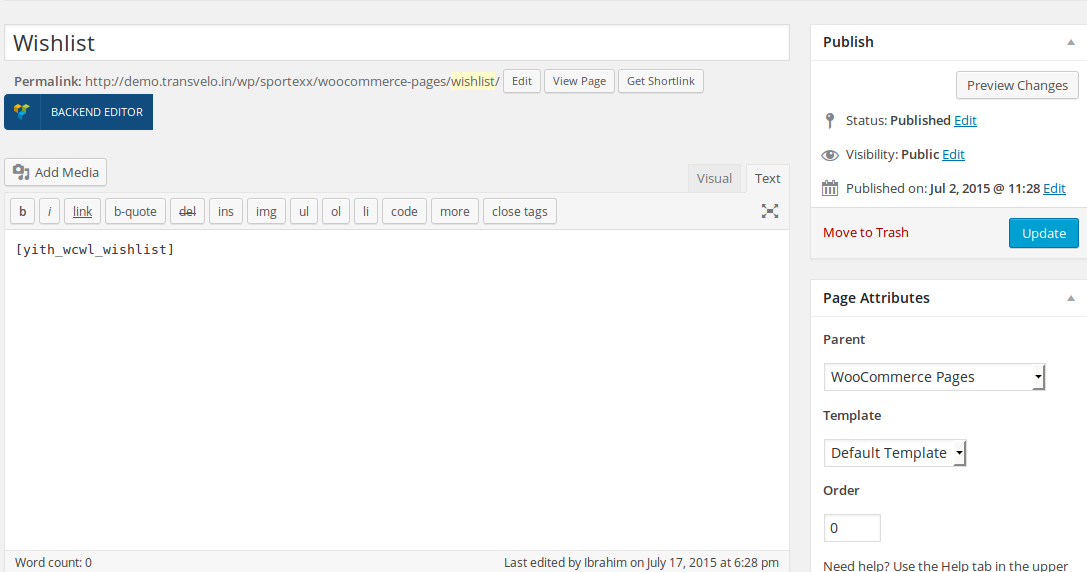 Wishlist
Permalink: http://demo.transvelo.in/wp/sportexx/woocommerce-pages/wishlist/ Edit View Page Get Shortlink
BACKEND EDITOR
Add Media
Visual Text
b i link b-quote del ins img ul ol li code more close tags
[yith_wcwl_wishlist]
Word count: 0
Last edited by Ibrahim on July 17, 2015 at 6:28 pm
Publish
Preview Changes
Status: Published Edit
Visibility: Public Edit
Published on: Jul 2, 2015 @ 11:28 Edit
Move to Trash
Update
Page Attributes
Parent
WooCommerce Pages
Template
Default Template
Order
0
Need help? Use the Help tab in the upper